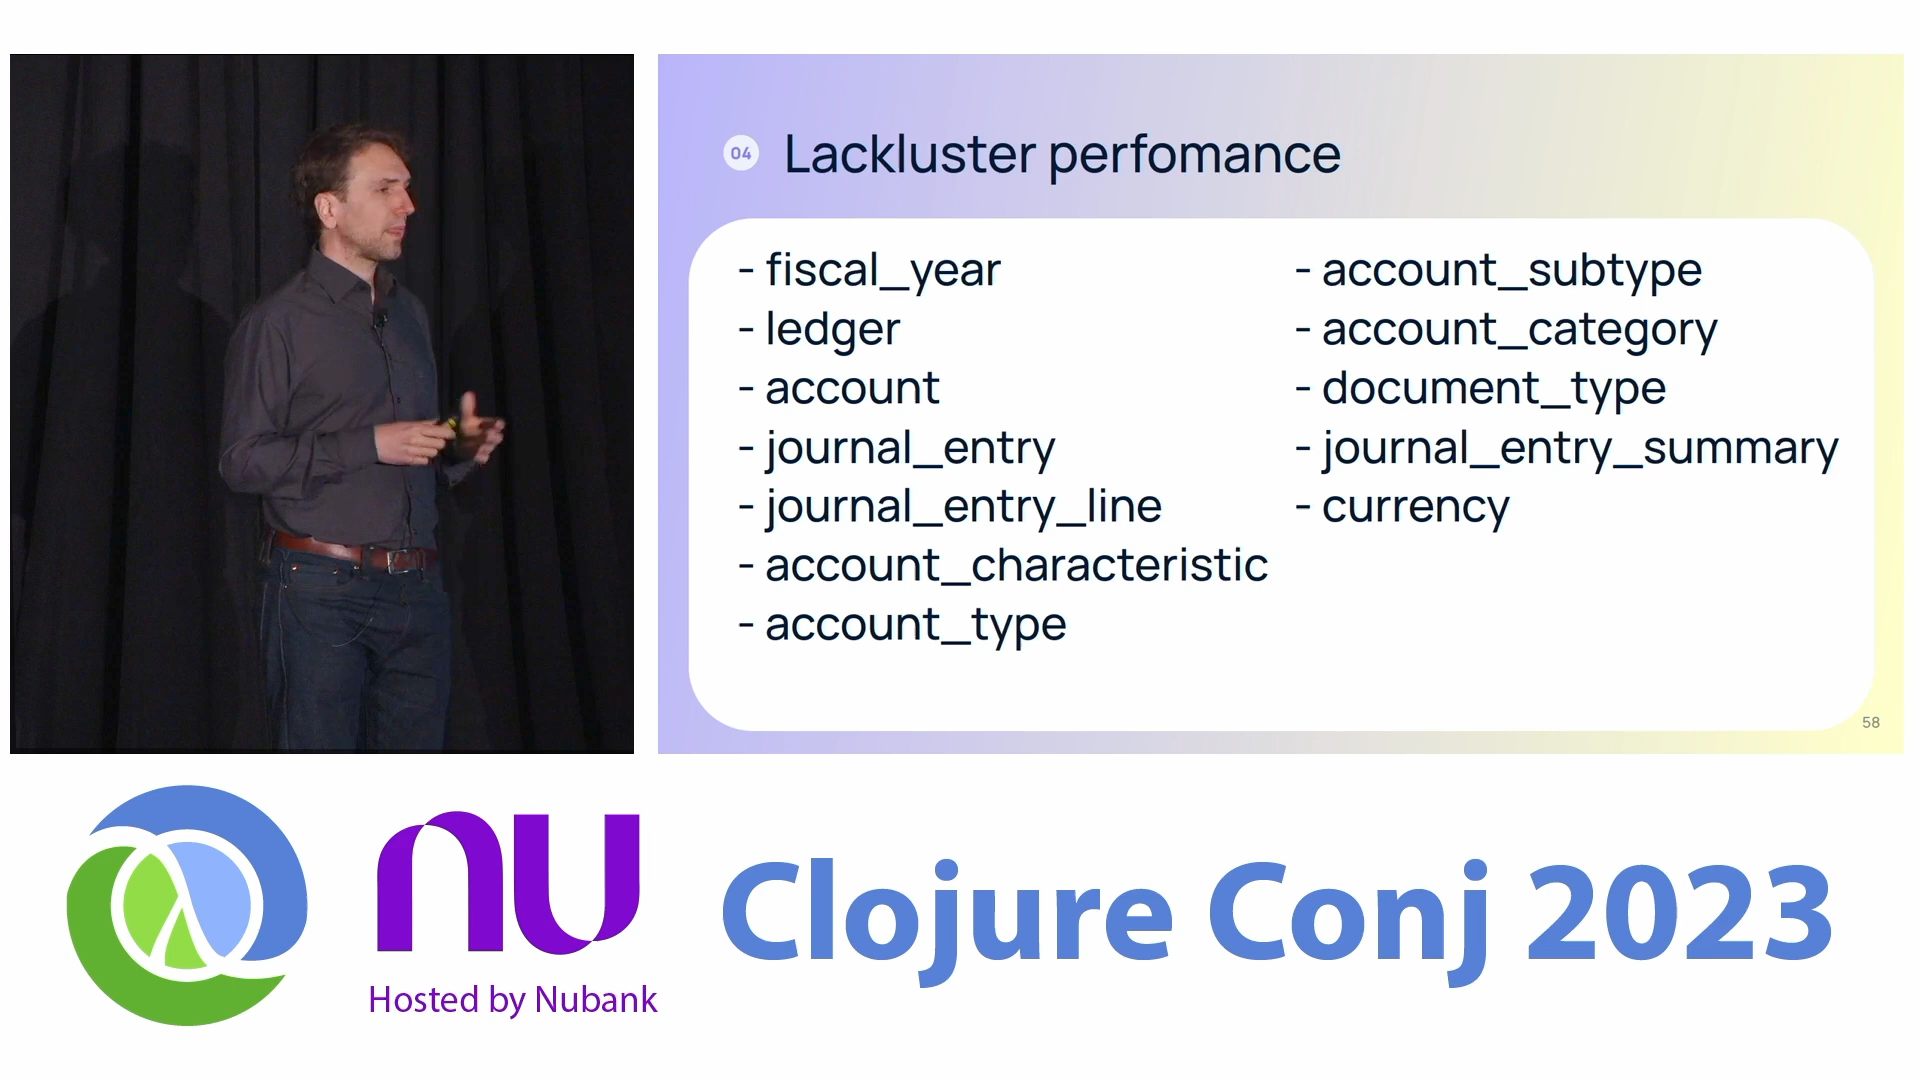 04 Lackluster perfomance
- fiscal_year
- ledger
- account
- journal_entry
- journal_entry_line
- account_characteristic
- account_type
- account_subtype
- account_category
- document_type
- journal_entry_summary
- currency
58
nu
Hosted by Nubank
Clojure Conj 2023